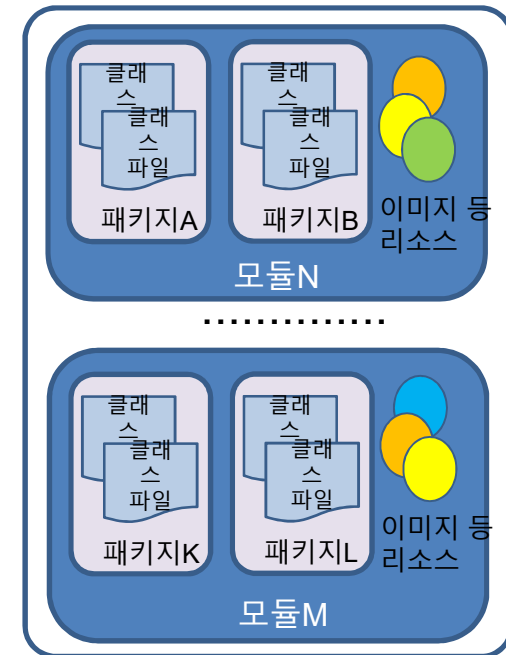 클래
스
클래
스
파일
패키지A
클래
스
클래
스
파일
패키지B
이미지 등
리소스
모듈N
..............
클래
스
클래
스
파일
패키지K
클래
스
클래
스
파일
패키지L
이미지 등
리소스
모듈M